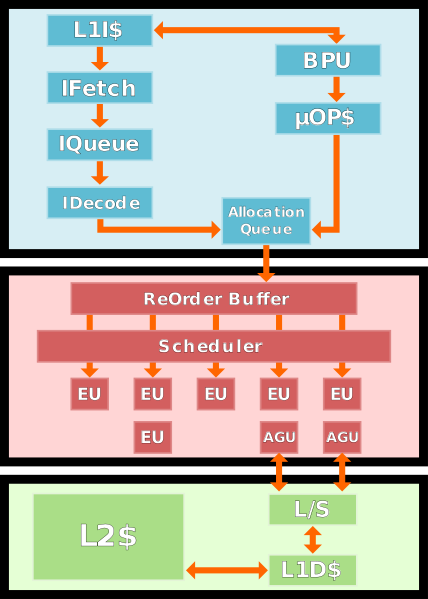 L1I$
BPU
IFetch
µOP$
IQueue
IDecode
Allocation
Queue
ReOrder Buffer
Scheduler
EU EU EU EU EU
EU AGU AGU
L/S
L2$
L1D$